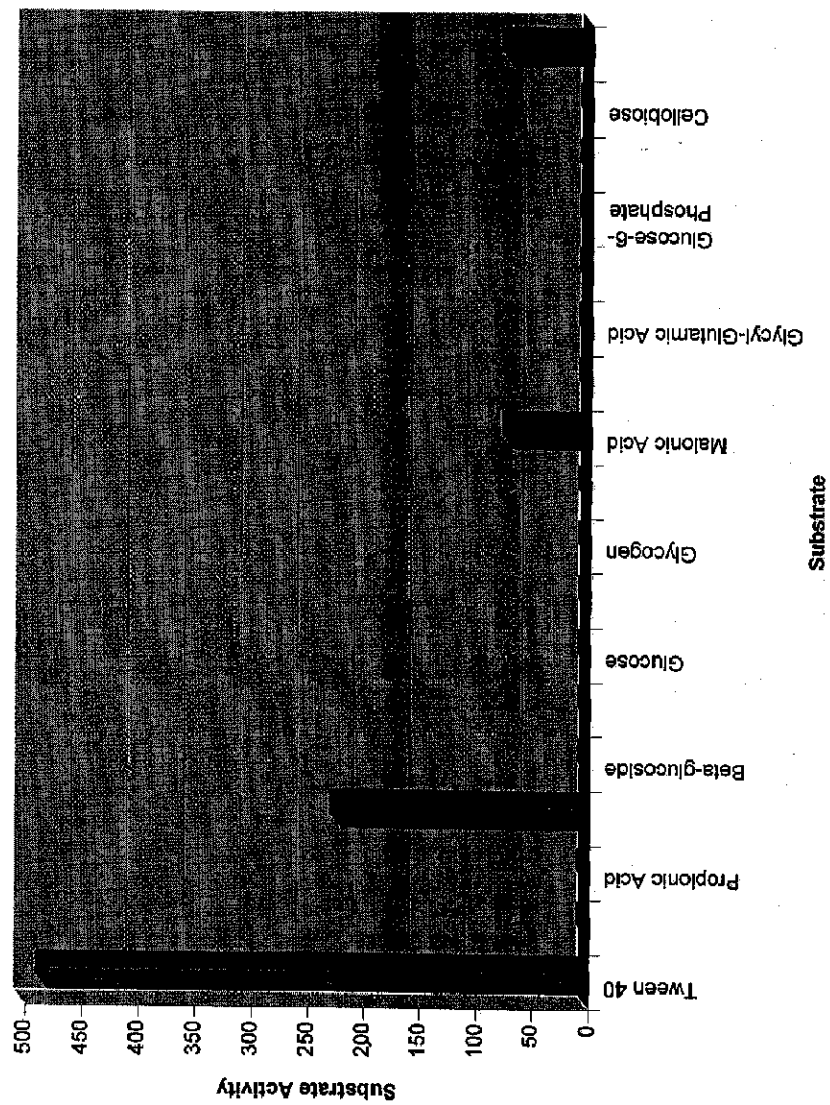 Substrate Activity
500
450
400
350
300
250
200
150
100
50
0
Tween 40
Propionic Acid
Beta-glucoside
Glucose
Glycogan
Malonic Acid
Glycyl-Glutamic Acid
Glucose-6-
Phosphate
Cellobiose
Substrate